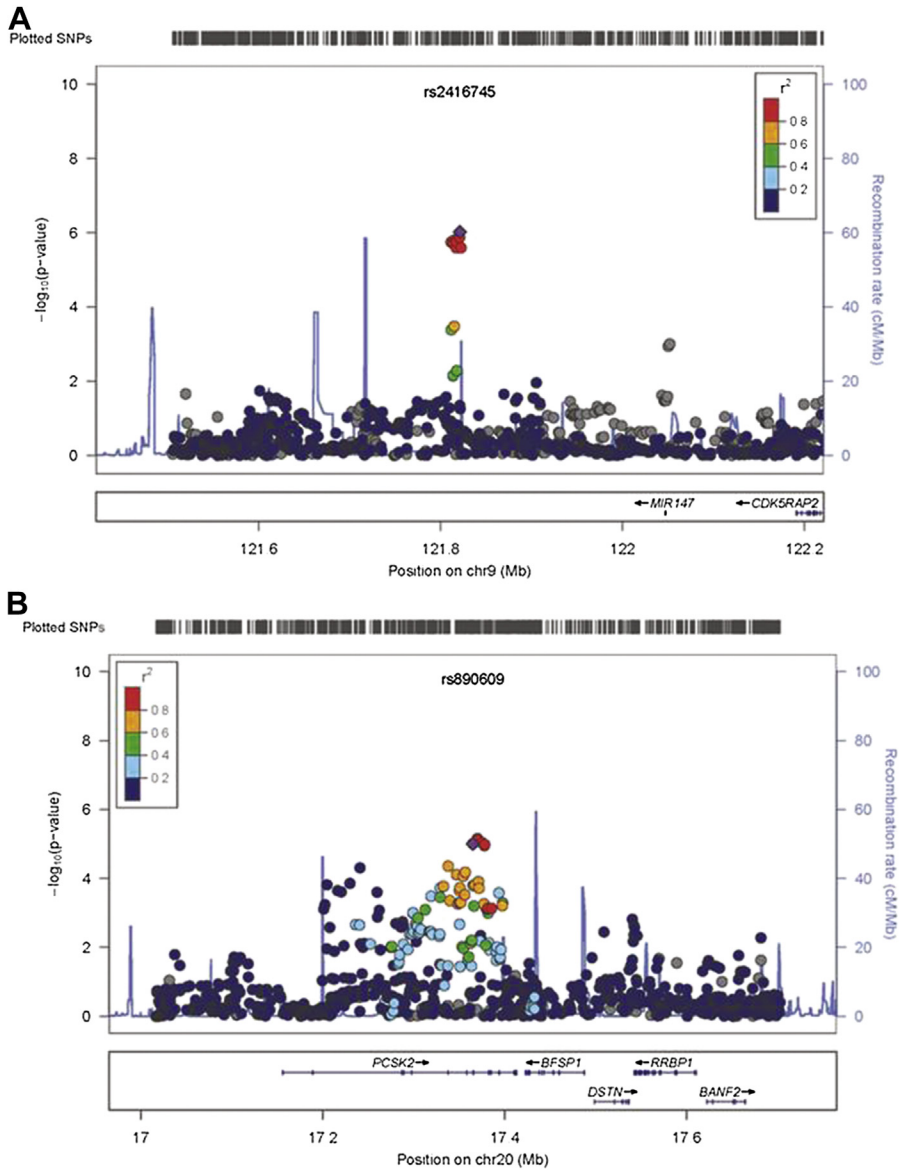 A
Plotted SNPs
rs2416745
r2
0 8
0 6
0 4
0 2
10
8
6
4
2
0
100
80
60
40
20
0
−log10(p−value)
Recombination rate (cM/Mb)
MIR147
CDK5RAP2
121 6
121 8
122
122 2
Position on chr9 (Mb)
B
Plotted SNPs
rs890609
r2
0 8
0 6
0 4
0 2
10
8
6
4
2
0
100
80
60
40
20
0
−log10(p−value)
Recombination rate (cM/Mb)
PCSK2
BFSP1
RRBP1
DSTN
BANF2
17
17 2
17 4
17 6
Position on chr20 (Mb)